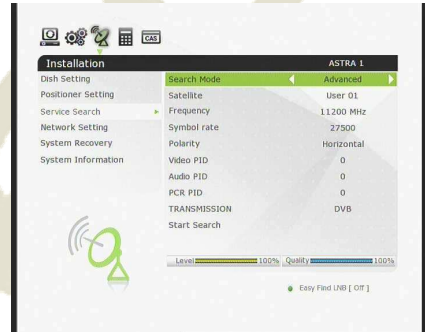 CAS
Installation ASTRA 1
Dish Setting Search Mode Advanced
Positioner Setting Satellite User 01
Service Search Frequency 11200 MHz
Network Setting Symbol rate 27500
System Recovery Polarity Horizontal
System Information Video PID 0
Audio PID 0
PCR PID 0
TRANSMISSION DVB
Start Search
Level 100% Quality 100%
Easy Find LNB [ Off ]